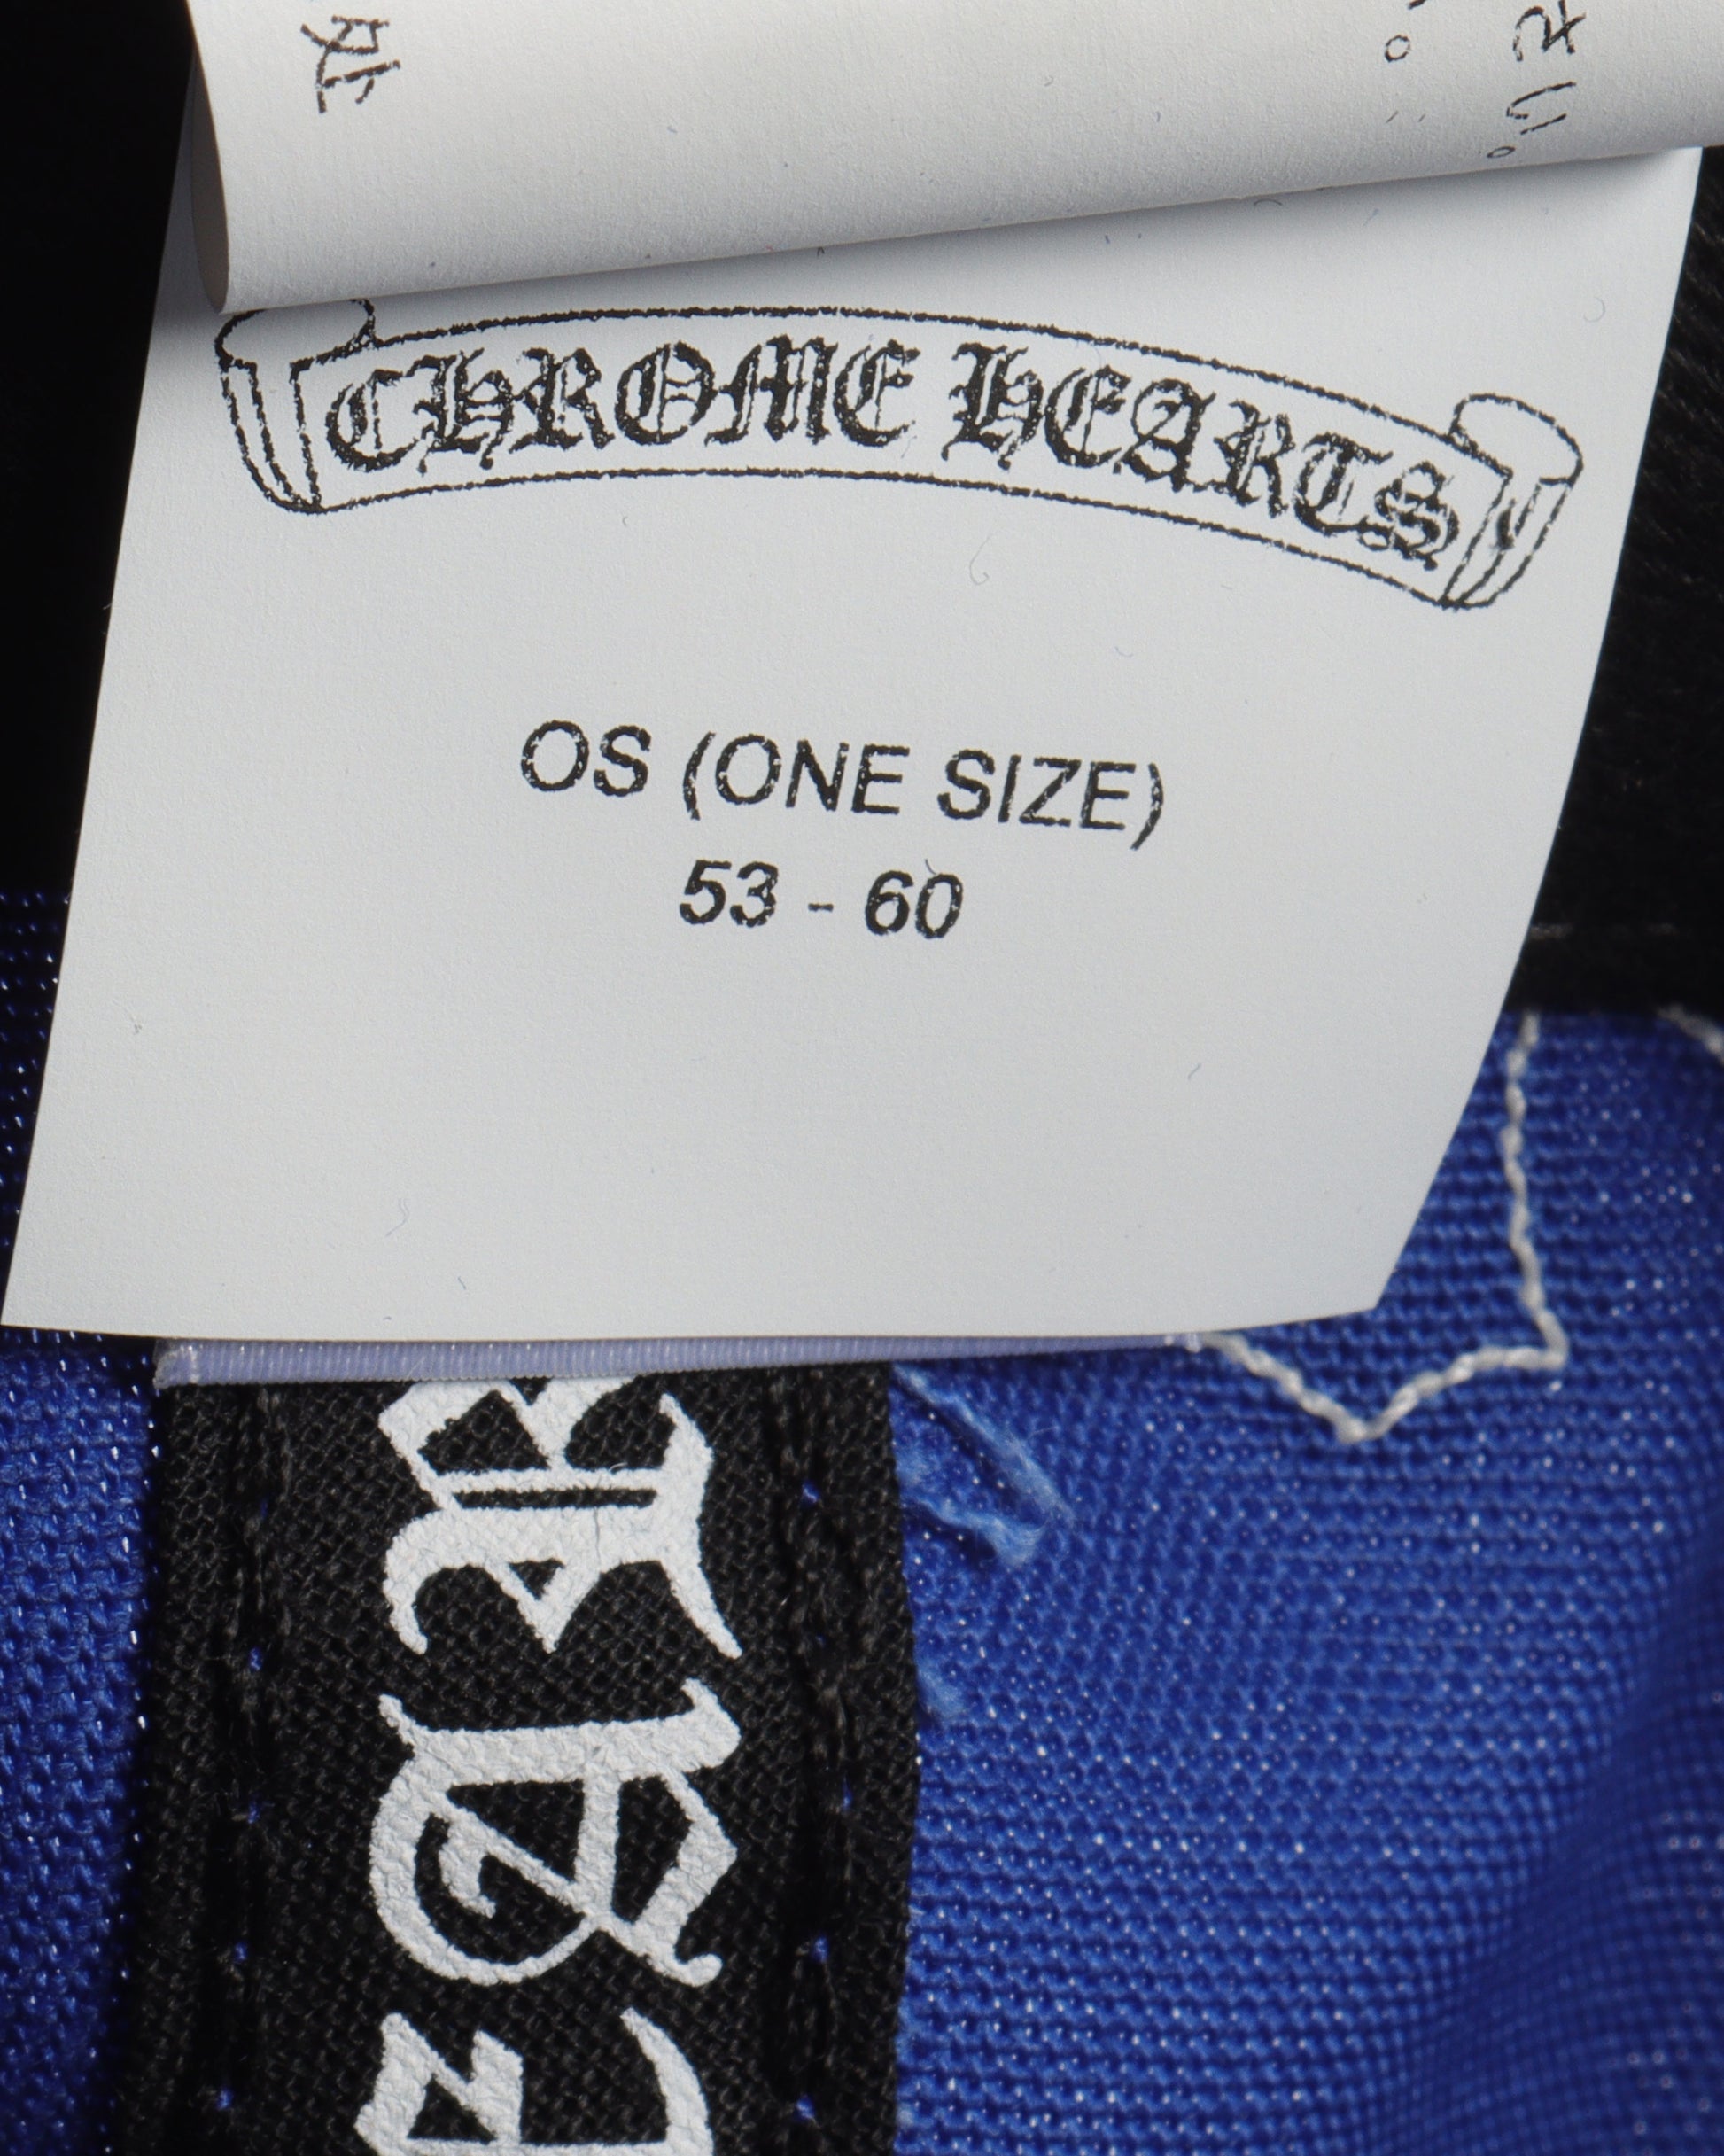 CHROME HEARTS
OS (ONE SIZE)
53 - 60